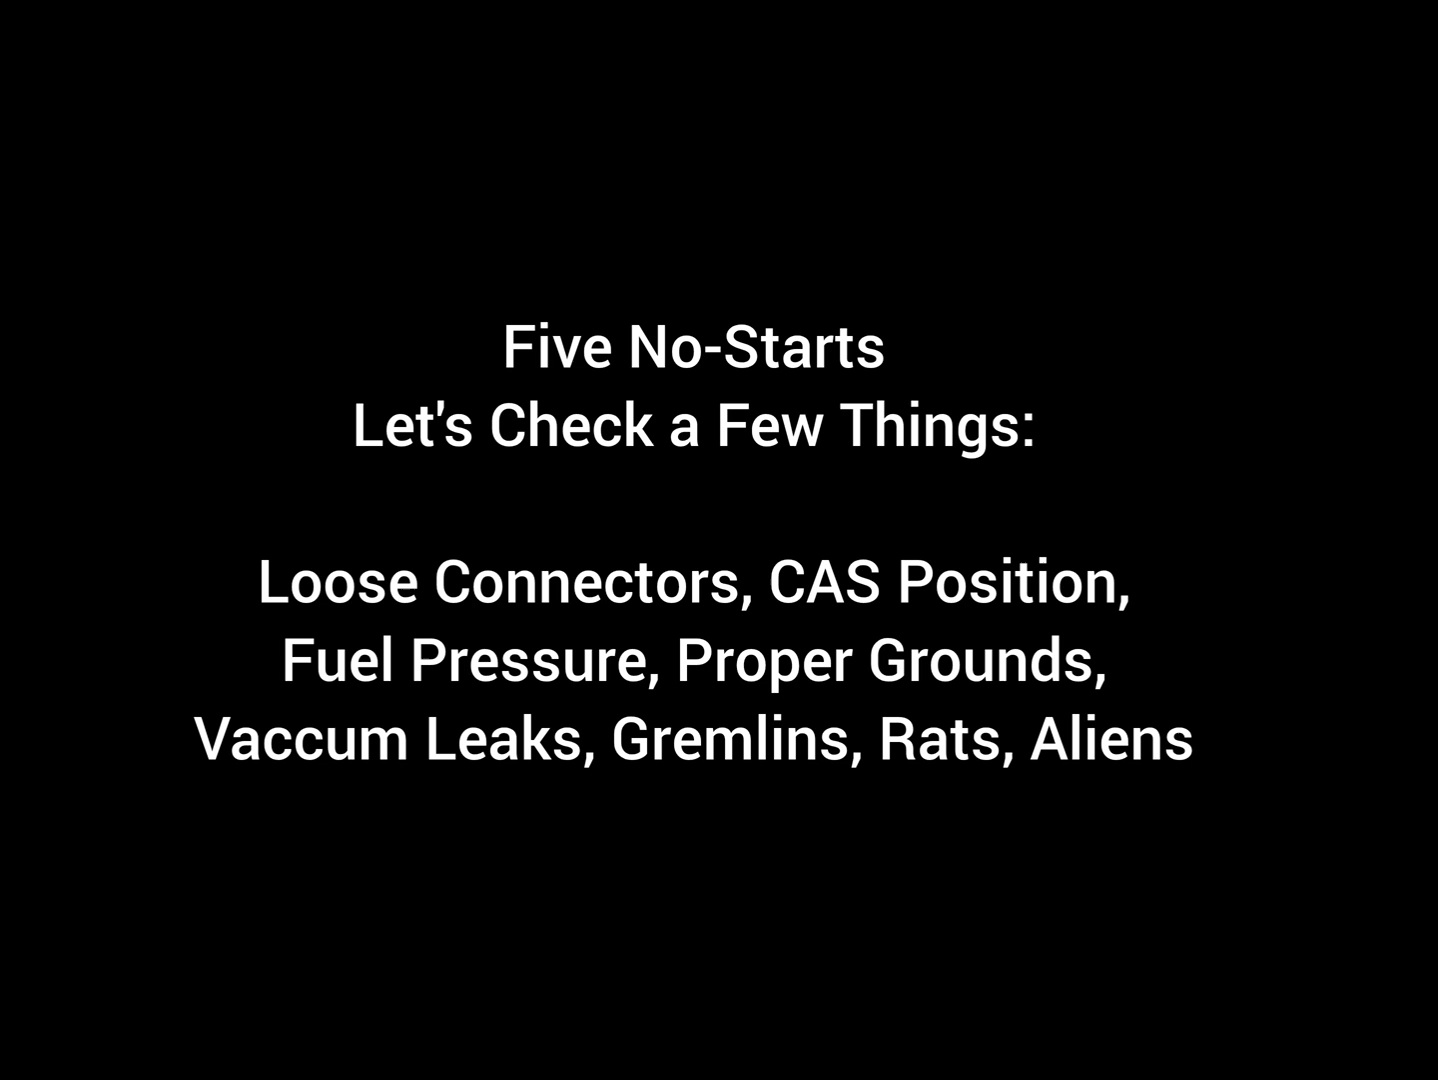 Five No-Starts
Let's Check a Few Things:
Loose Connectors, CAS Position,
Fuel Pressure, Proper Grounds,
Vaccum Leaks, Gremlins, Rats, Aliens